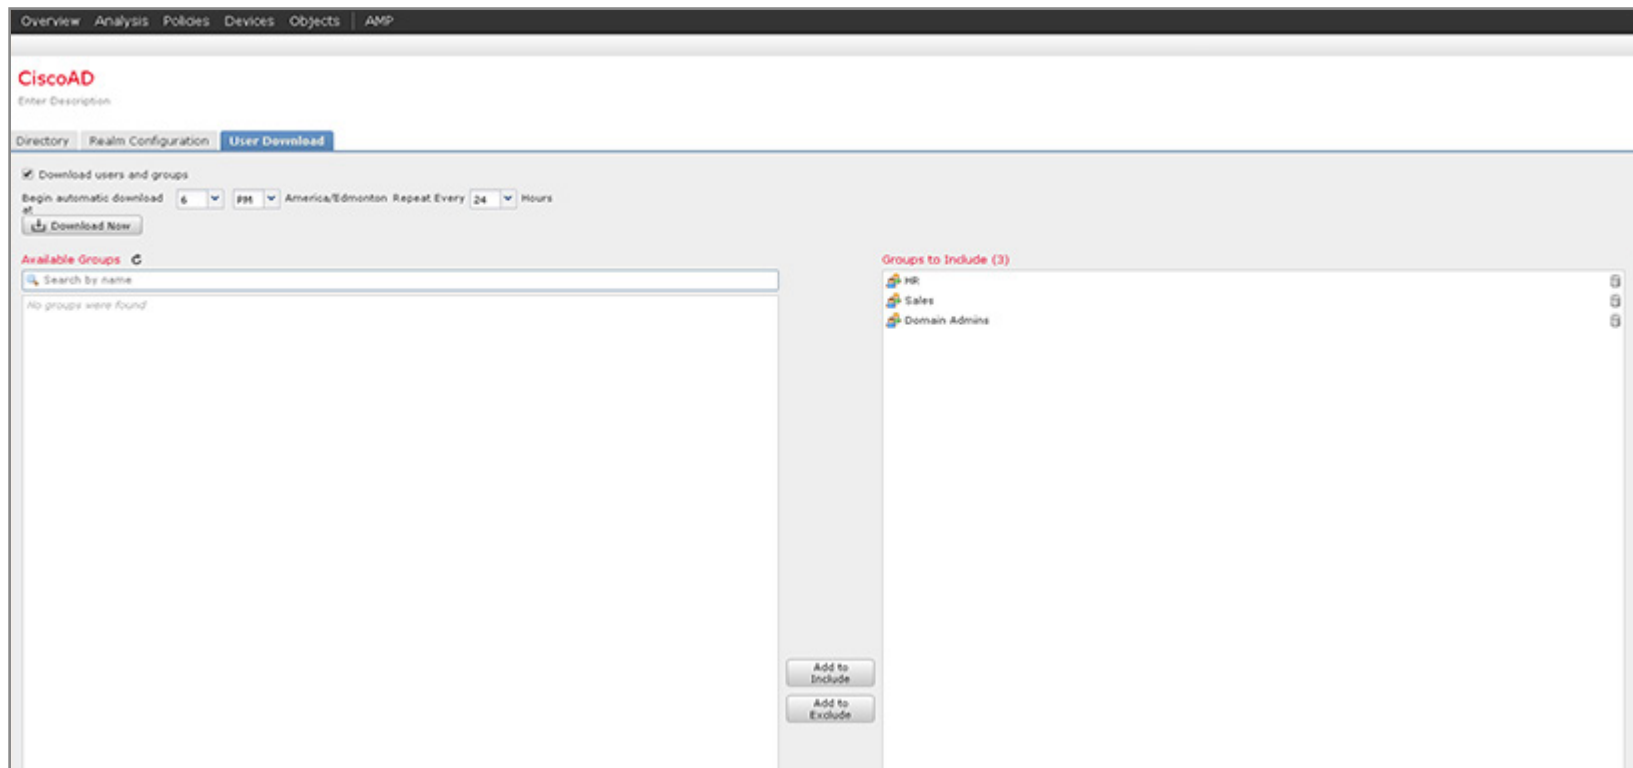 Overview Analysis Policies Devices Objects AMP
CiscoAD
Enter Description
Directory Realm Configuration User Download
Download users and groups
Begin automatic download at 6 PM America/Edmonton Repeat Every 24 Hours
Download Now
Available Groups
Groups to Include (3)
Search by name
No groups were found
HR
Sales
Domain Admins
Add to
Include
Add to
Exclude